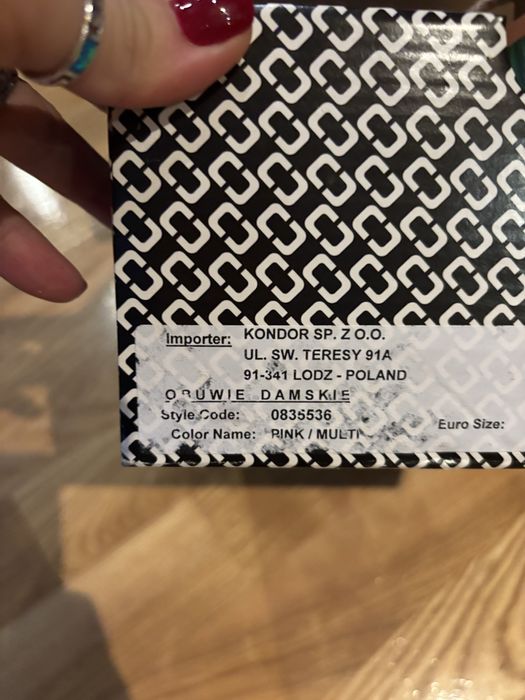 Importer: KONDOR SP. Z O.O.
UL. SW. TERESY 91A
91-341 LODZ - POLAND
OBUWIE DAMSKIE
Style Code: 0835536
Color Name: PINK / MULTI
Euro Size: